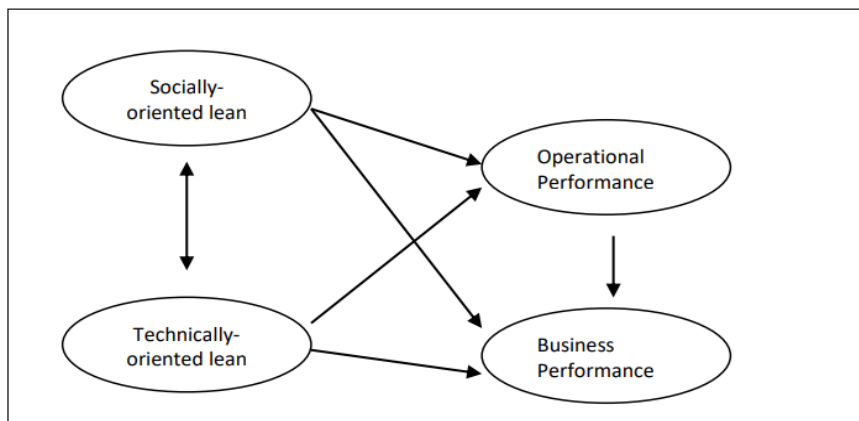 Socially-
oriented lean
Operational
Performance
Technically-
oriented lean
Business
Performance